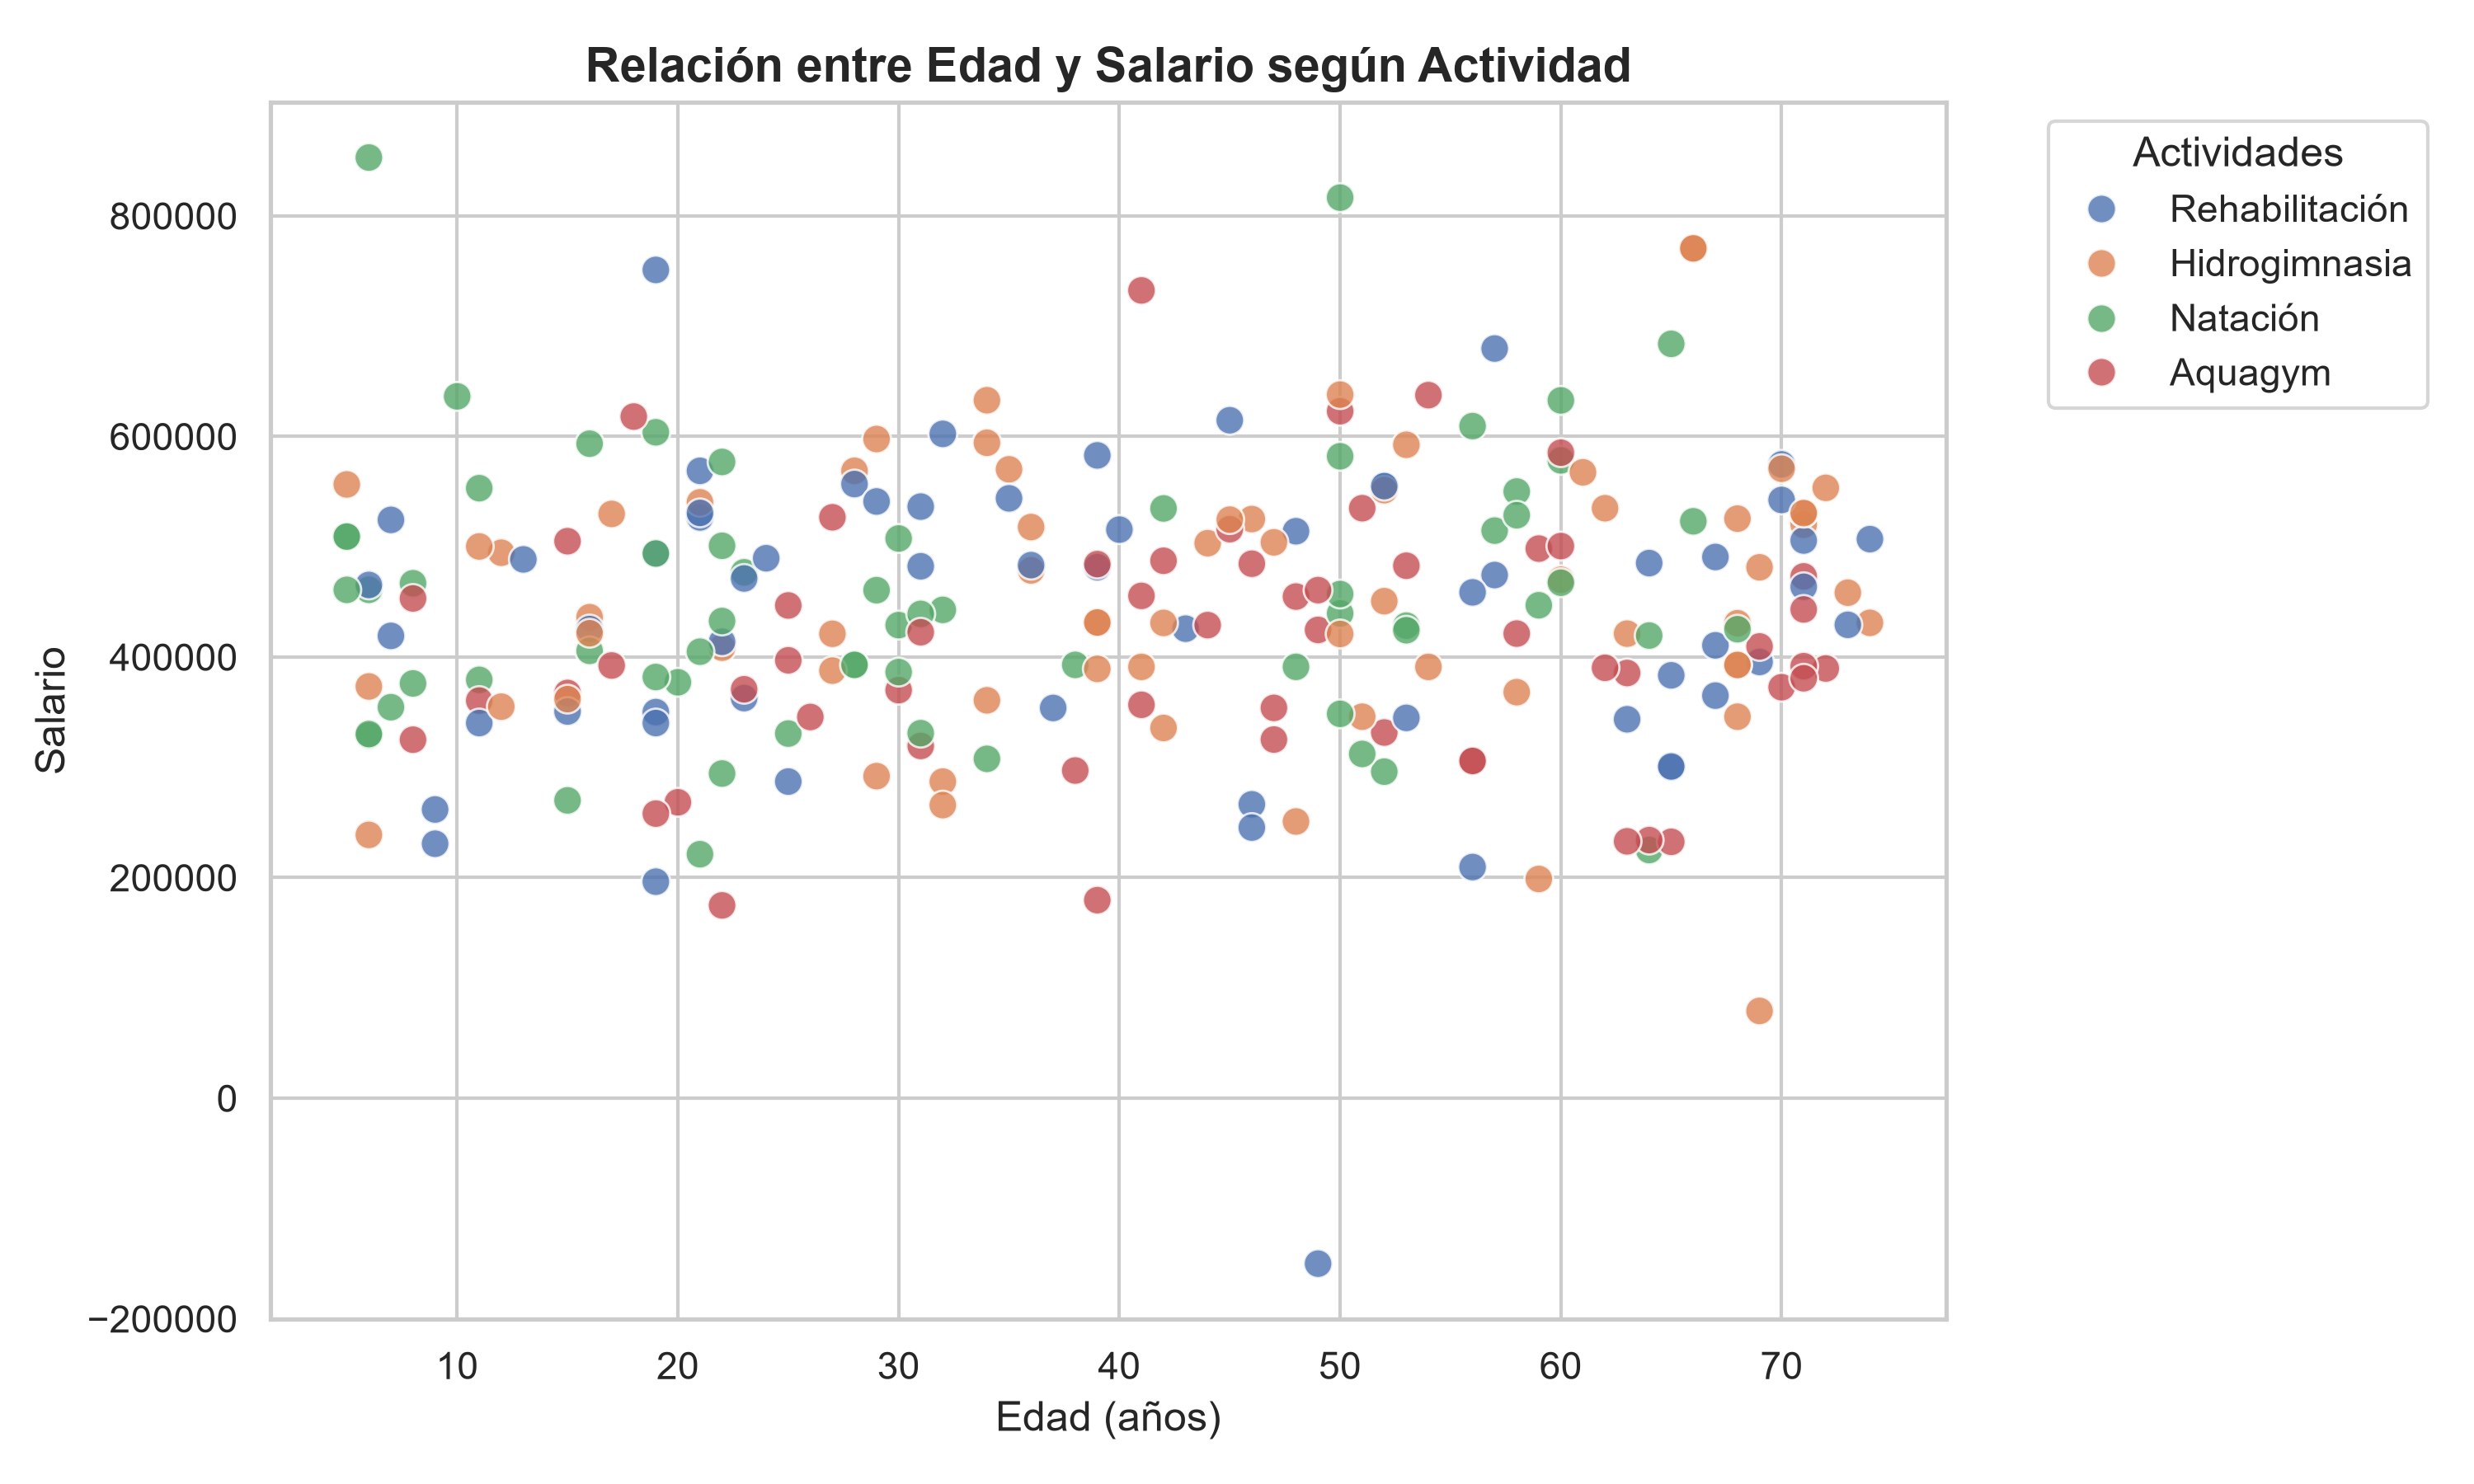 Relación entre Edad y Salario según Actividad
Salario
800000
600000
400000
200000
0
−200000
10 20 30 40 50 60 70
Edad (años)
Actividades
Rehabilitación
Hidrogimnasia
Natación
Aquagym